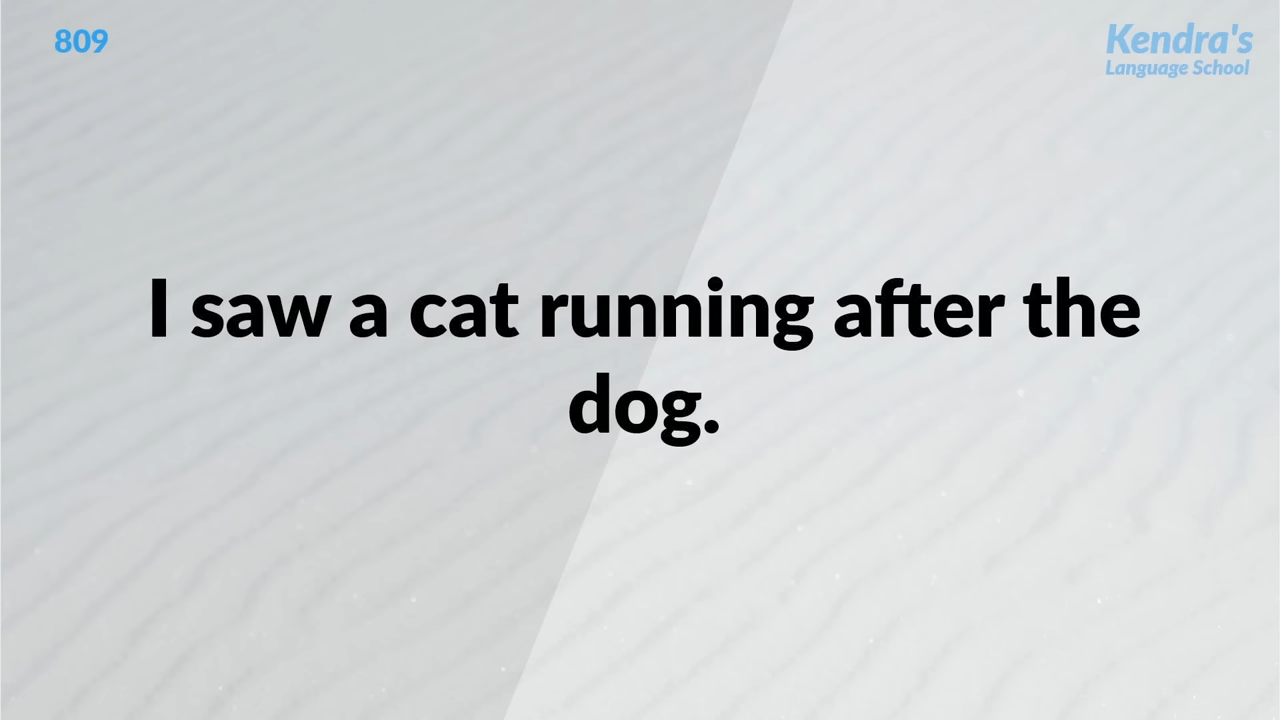 809
Kendra's
Language School
I saw a cat running after the
dog.